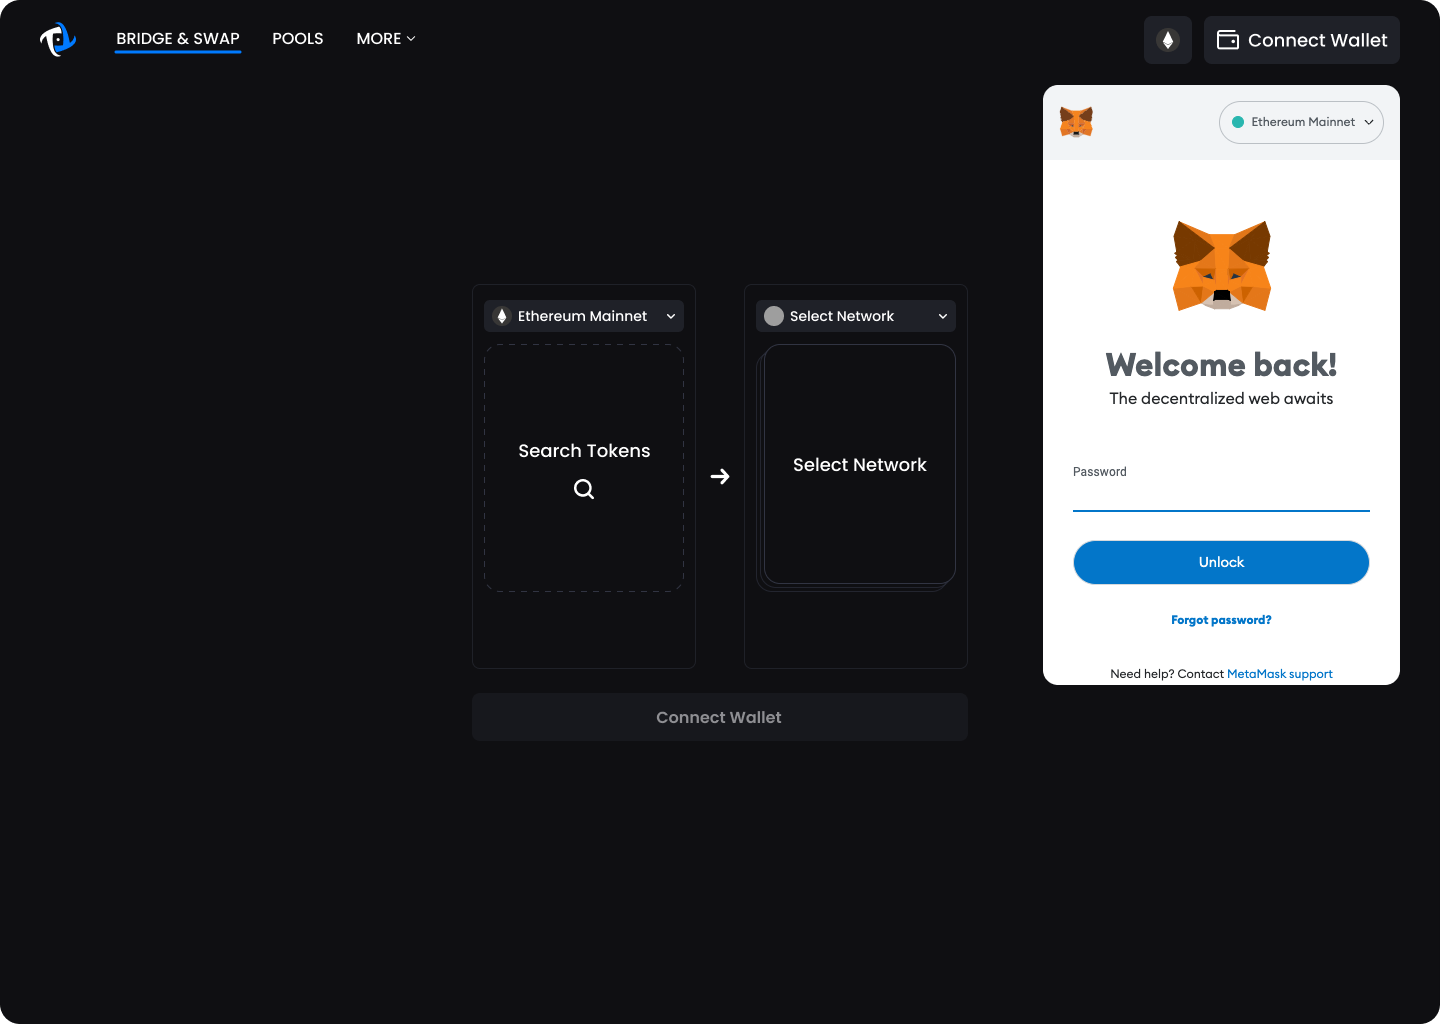 BRIDGE & SWAP
POOLS
MORE
Connect Wallet
Ethereum Mainnet
Welcome back!
The decentralized web awaits
Password
Unlock
Forgot password?
Need help? Contact MetaMask support
Ethereum Mainnet
Search Tokens
Select Network
Select Network
Connect Wallet